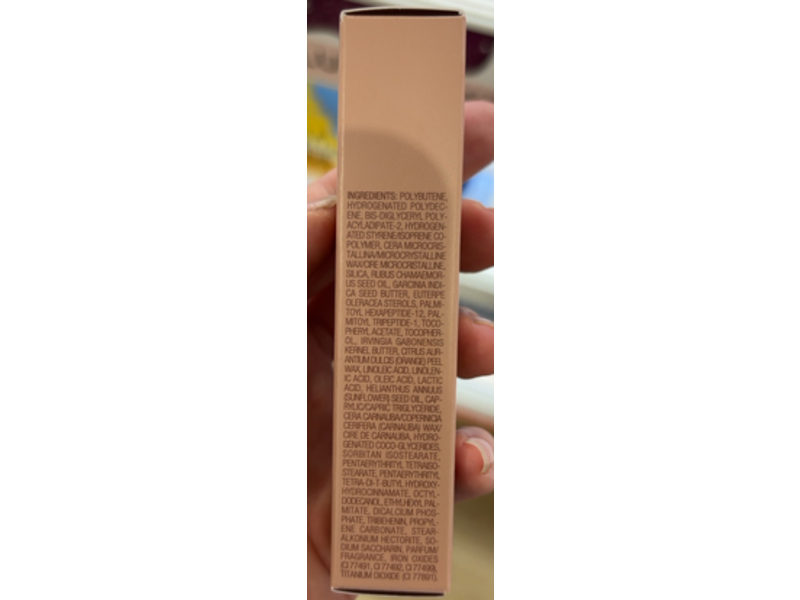 INGREDIENTS: POLYBUTENE,
HYDROGENATED POLYDEC-
ENE, BIS-DIGLYCERYL POLY-
ACYLADIPATE-2, HYDROGEN-
ATED STYRENE/ISOPRENE CO-
POLYMER, CERA MICROCRIS-
TALLINA/MICROCRYSTALLINE
WAX/CIRE MICROCRISTALLINE,
SILICA, RUBUS CHAMAEMOR-
US SEED OIL, GARCINIA INDI-
CA SEED BUTTER, EUTERPE
OLERACEA STEROLS, PALMI-
TOYL HEXAPEPTIDE-12, PAL-
MITOYL TRIPEPTIDE-1, TOCO-
PHERYL ACETATE, TOCOPHER-
OL, IRVINGIA GABONENSIS
KERNEL BUTTER, CITRUS AUR-
ANTIUM DULCIS (ORANGE) PEEL
WAX, LINOLEIC ACID, LINOLEN-
IC ACID, OLEIC ACID, LACTIC
ACID, HELIANTHUS ANNUUS
(SUNFLOWER) SEED OIL, CAP-
RYLIC/CAPRIC TRIGLYCERIDE,
CERA CARNAUBA/COPERNICIA
CERIFERA (CARNAUBA) WAX/
CIRE DE CARNAUBA, HYDRO-
GENATED COCO-GLYCERIDES,
SORBITAN ISOSTEARATE,
PENTAERYTHRITYL TETRAISO-
STEARATE, PENTAERYTHRITYL
TETRA-DI-T-BUTYL HYDROXY-
HYDROCINNAMATE, OCTYL-
DODECANOL, ETHYLHEXYL PAL-
MITATE, DICALCIUM PHOS-
PHATE, TRIBEHENIN, PROPYL-
ENE CARBONATE, STEAR-
ALKONIUM HECTORITE, SO-
DIUM SACCHARIN, PARFUM/
FRAGRANCE, IRON OXIDES
(CI 77491, CI 77492, CI 77499),
TITANIUM DIOXIDE (CI 77891).